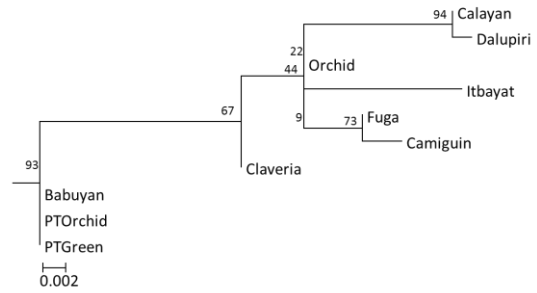 94 Calayan
Dalupiri
22
44 Orchid
Itbayat
9
73 Fuga
Camiguin
67
Claveria
93
Babuyan
PTOrchid
PTGreen
0.002